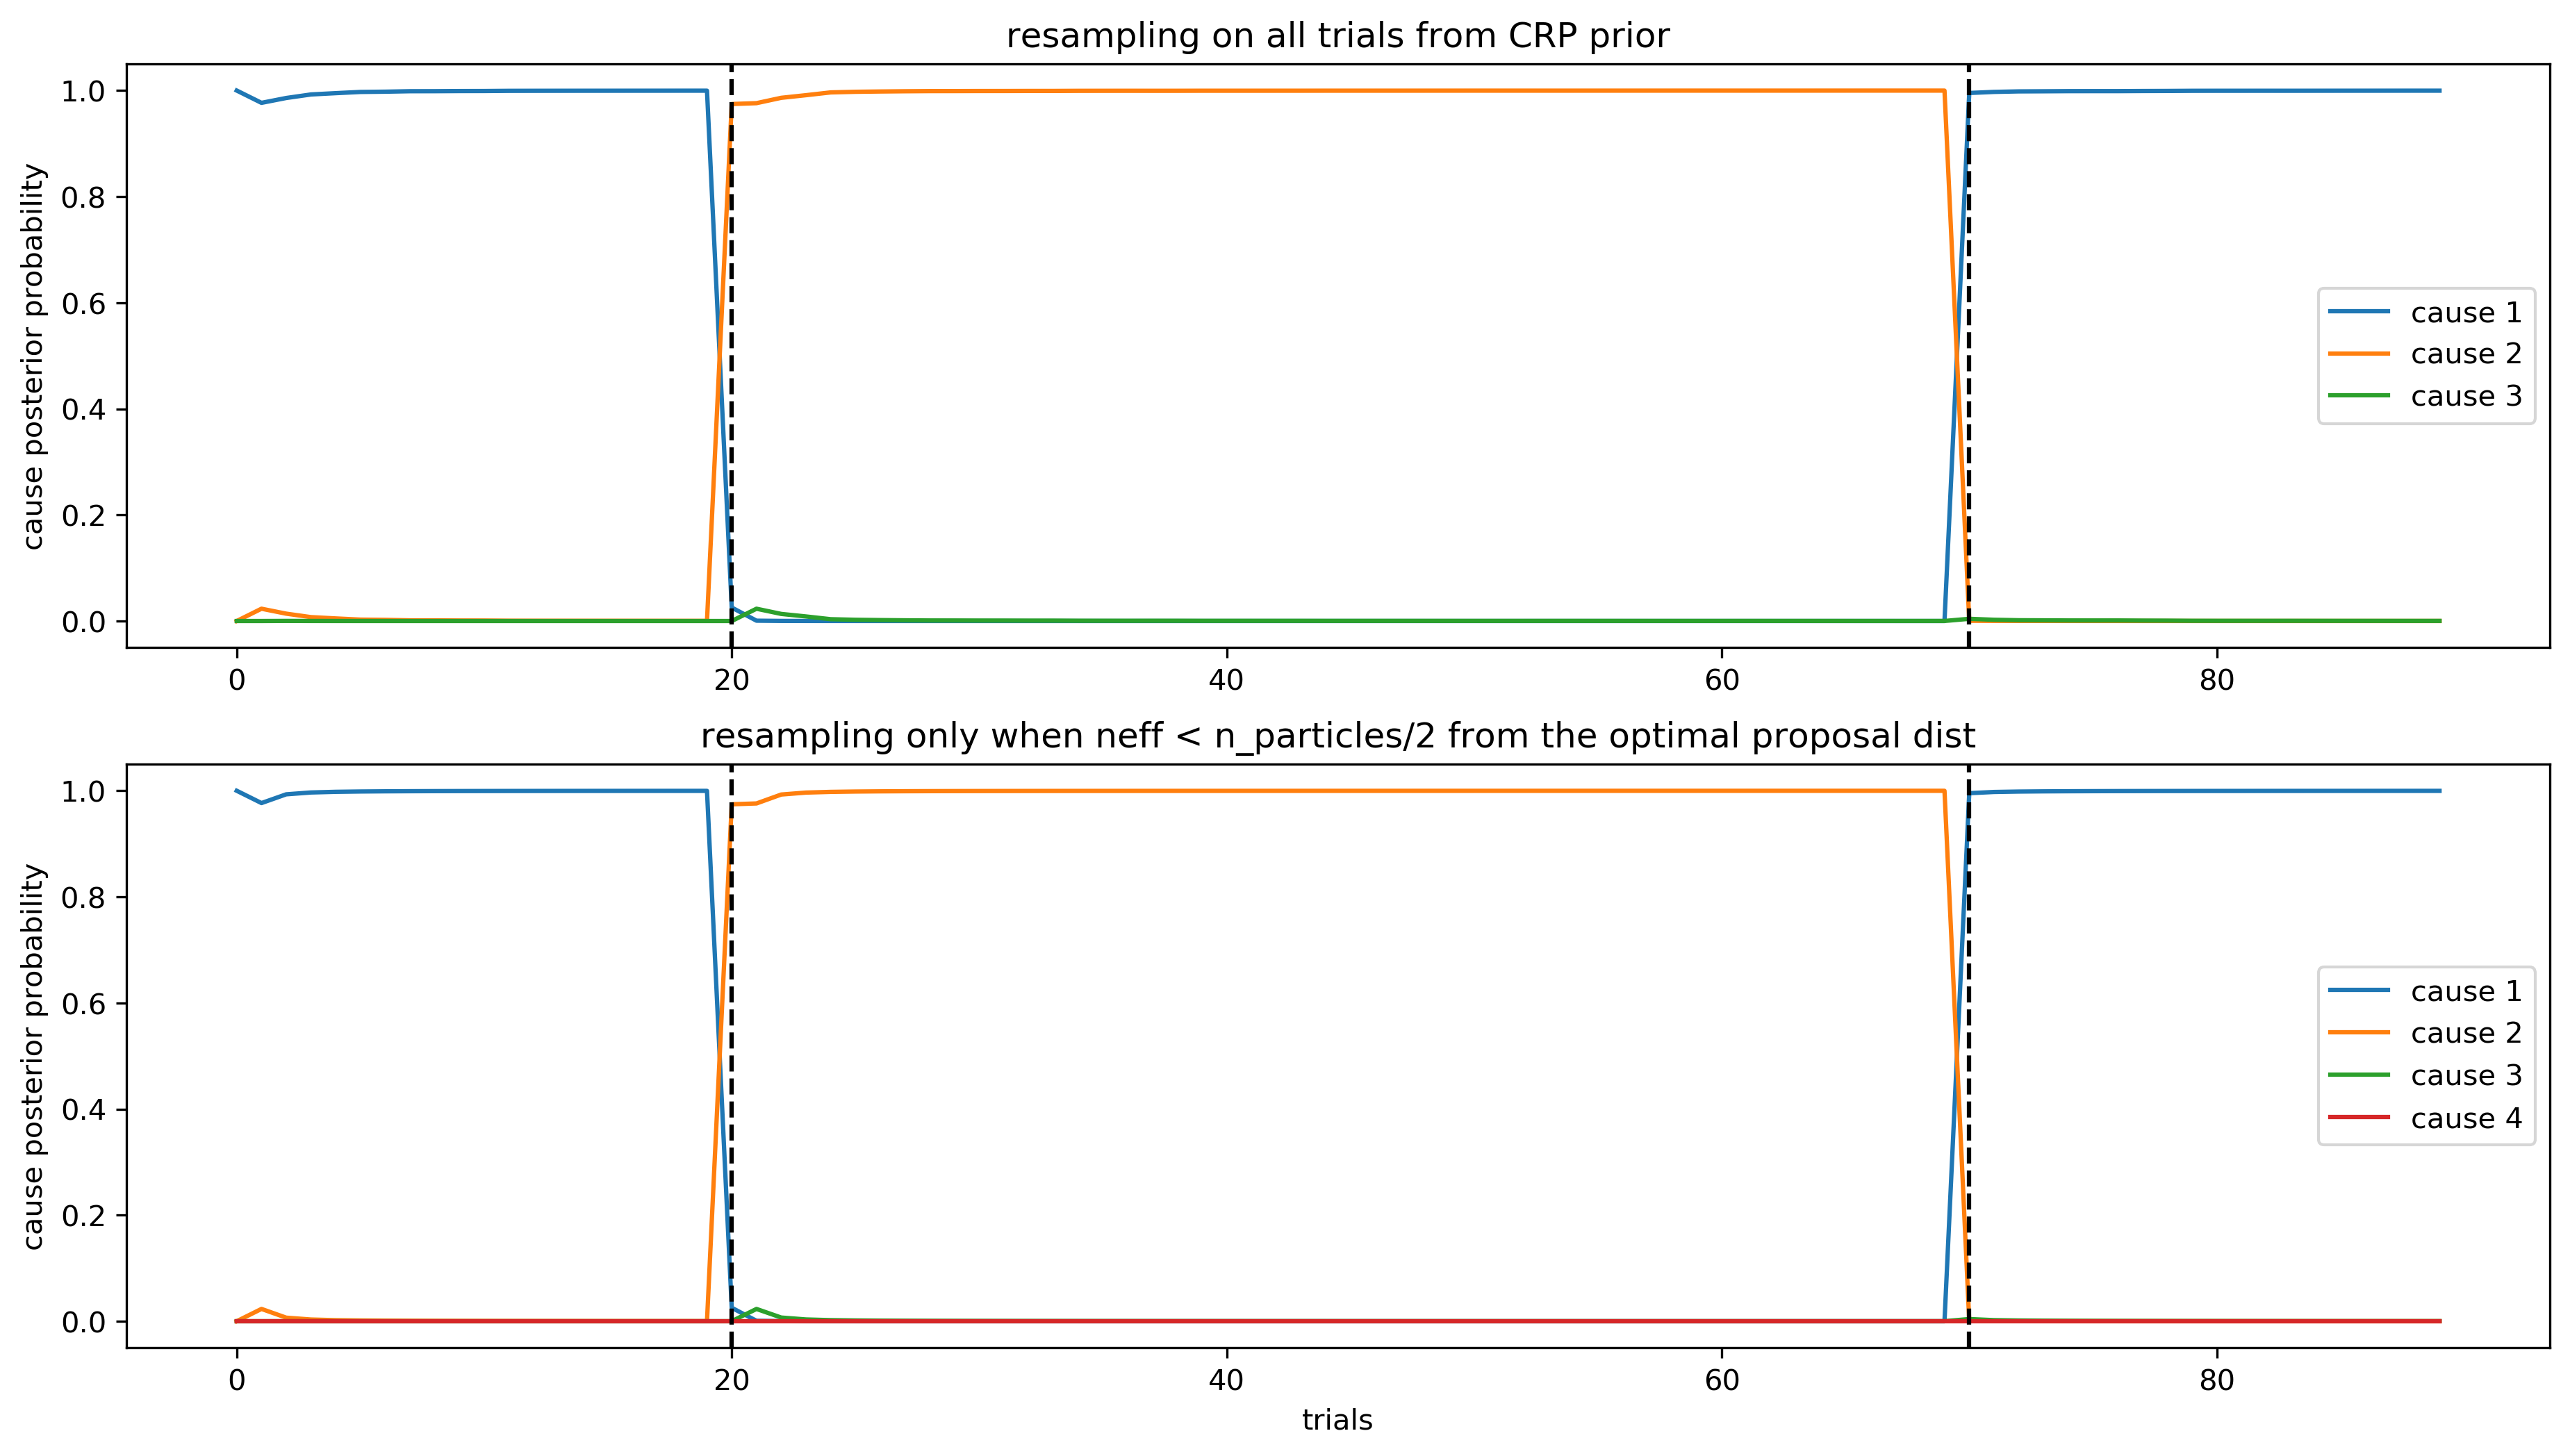 resampling on all trials from CRP prior
cause posterior probability
1.0
0.8
0.6
0.4
0.2
0.0
cause 1
cause 2
cause 3
0 20 40 60 80
resampling only when neff < n_particles/2 from the optimal proposal dist
cause posterior probability
1.0
0.8
0.6
0.4
0.2
0.0
cause 1
cause 2
cause 3
cause 4
0 20 40 60 80
trials